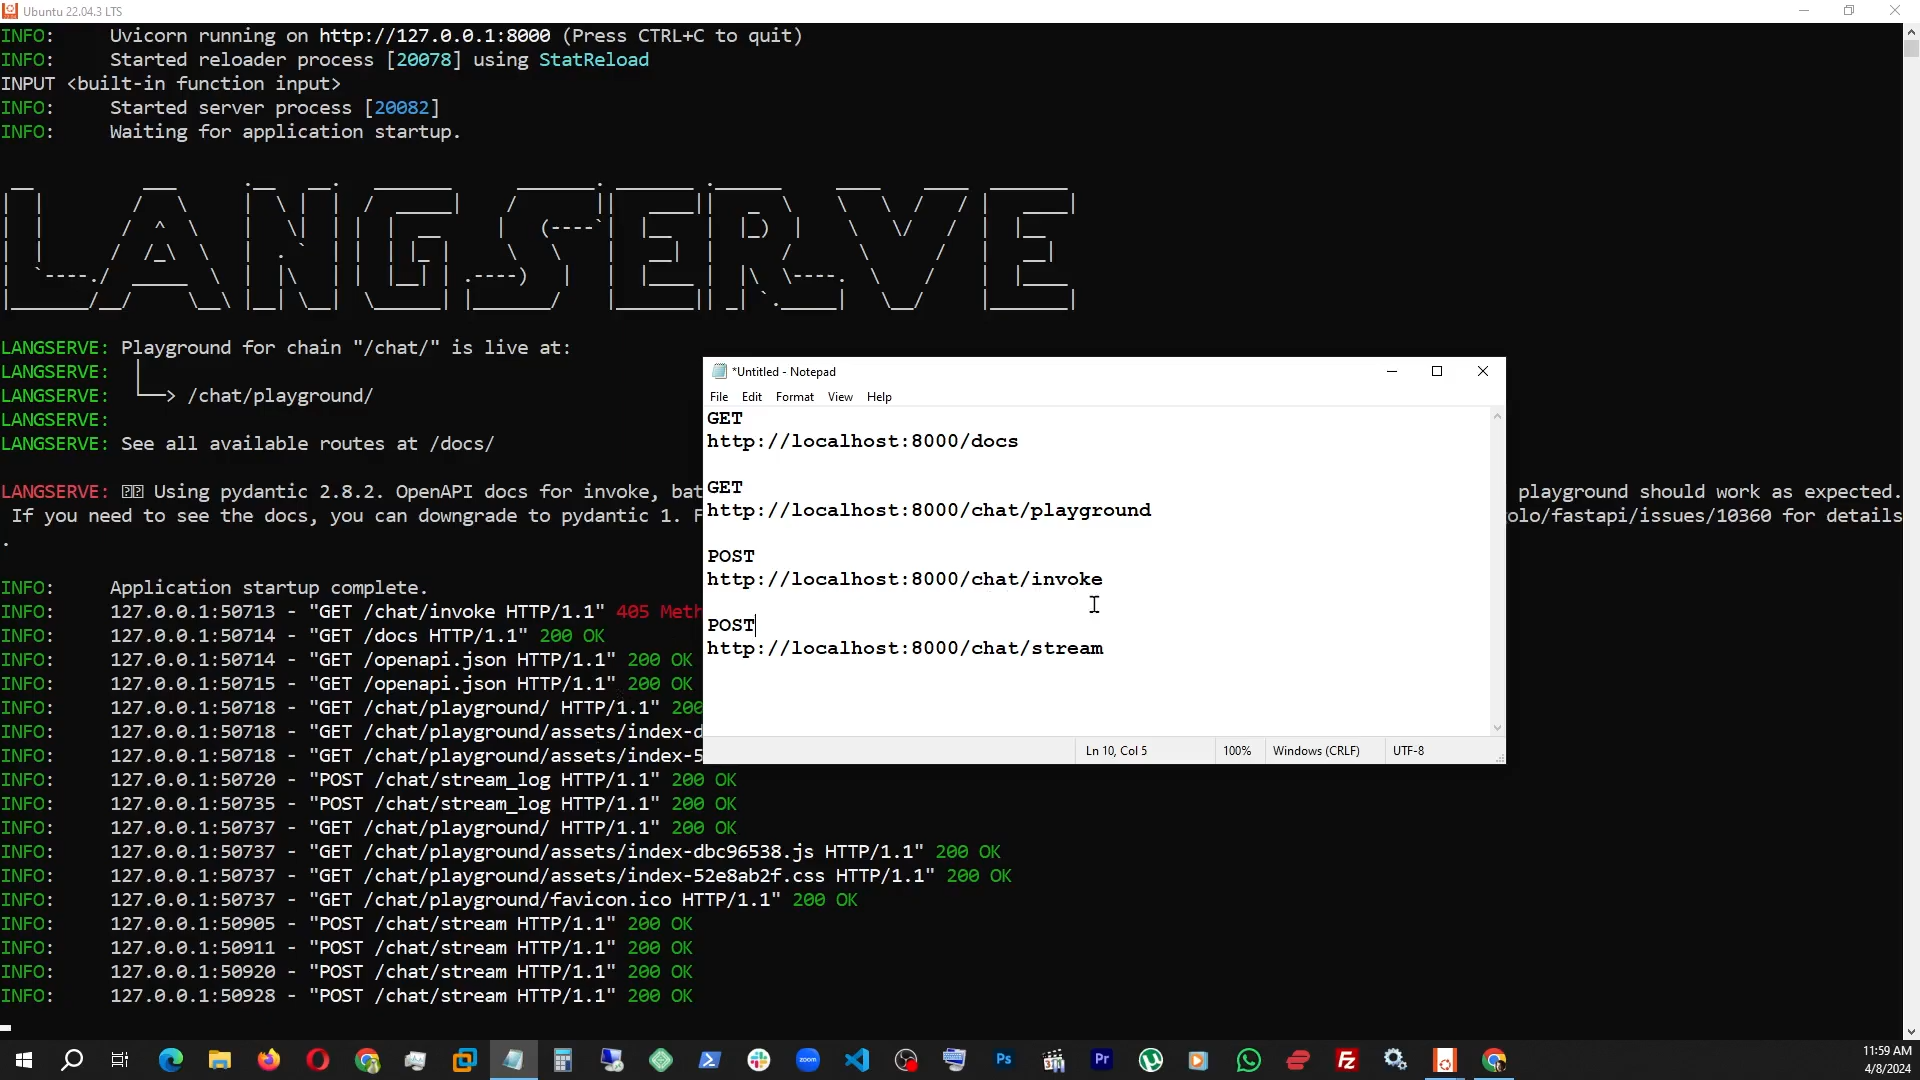 Ubuntu 22.04.3 LTS
INFO: Uvicorn running on http://127.0.0.1:8000 (Press CTRL+C to quit)
INFO: Started reloader process [20078] using StatReload
INPUT <built-in function input>
INFO: Started server process [20082]
INFO: Waiting for application startup.
LANGSERVE
LANGSERVE: Playground for chain "/chat/" is live at:
LANGSERVE: │
LANGSERVE: └──> /chat/playground/
LANGSERVE:
LANGSERVE: See all available routes at /docs/
LANGSERVE: Using pydantic 2.8.2. OpenAPI docs for invoke, bat playground should work as expected.
If you need to see the docs, you can downgrade to pydantic 1. F olo/fastapi/issues/10360 for details
.
INFO: Application startup complete.
INFO: 127.0.0.1:50713 - "GET /chat/invoke HTTP/1.1" 405 Meth
INFO: 127.0.0.1:50714 - "GET /docs HTTP/1.1" 200 OK
INFO: 127.0.0.1:50714 - "GET /openapi.json HTTP/1.1" 200 OK
INFO: 127.0.0.1:50715 - "GET /openapi.json HTTP/1.1" 200 OK
INFO: 127.0.0.1:50718 - "GET /chat/playground/ HTTP/1.1" 200
INFO: 127.0.0.1:50718 - "GET /chat/playground/assets/index-d
INFO: 127.0.0.1:50718 - "GET /chat/playground/assets/index-5
INFO: 127.0.0.1:50720 - "POST /chat/stream_log HTTP/1.1" 200 OK
INFO: 127.0.0.1:50735 - "POST /chat/stream_log HTTP/1.1" 200 OK
INFO: 127.0.0.1:50737 - "GET /chat/playground/ HTTP/1.1" 200 OK
INFO: 127.0.0.1:50737 - "GET /chat/playground/assets/index-dbc96538.js HTTP/1.1" 200 OK
INFO: 127.0.0.1:50737 - "GET /chat/playground/assets/index-52e8ab2f.css HTTP/1.1" 200 OK
INFO: 127.0.0.1:50737 - "GET /chat/playground/favicon.ico HTTP/1.1" 200 OK
INFO: 127.0.0.1:50905 - "POST /chat/stream HTTP/1.1" 200 OK
INFO: 127.0.0.1:50911 - "POST /chat/stream HTTP/1.1" 200 OK
INFO: 127.0.0.1:50920 - "POST /chat/stream HTTP/1.1" 200 OK
INFO: 127.0.0.1:50928 - "POST /chat/stream HTTP/1.1" 200 OK
*Untitled - Notepad
File Edit Format View Help
GET
http://localhost:8000/docs
GET
http://localhost:8000/chat/playground
POST
http://localhost:8000/chat/invoke
POST
http://localhost:8000/chat/stream
Ln 10, Col 5 100% Windows (CRLF) UTF-8
zoom Ps Pr Fz
11:59 AM
4/8/2024